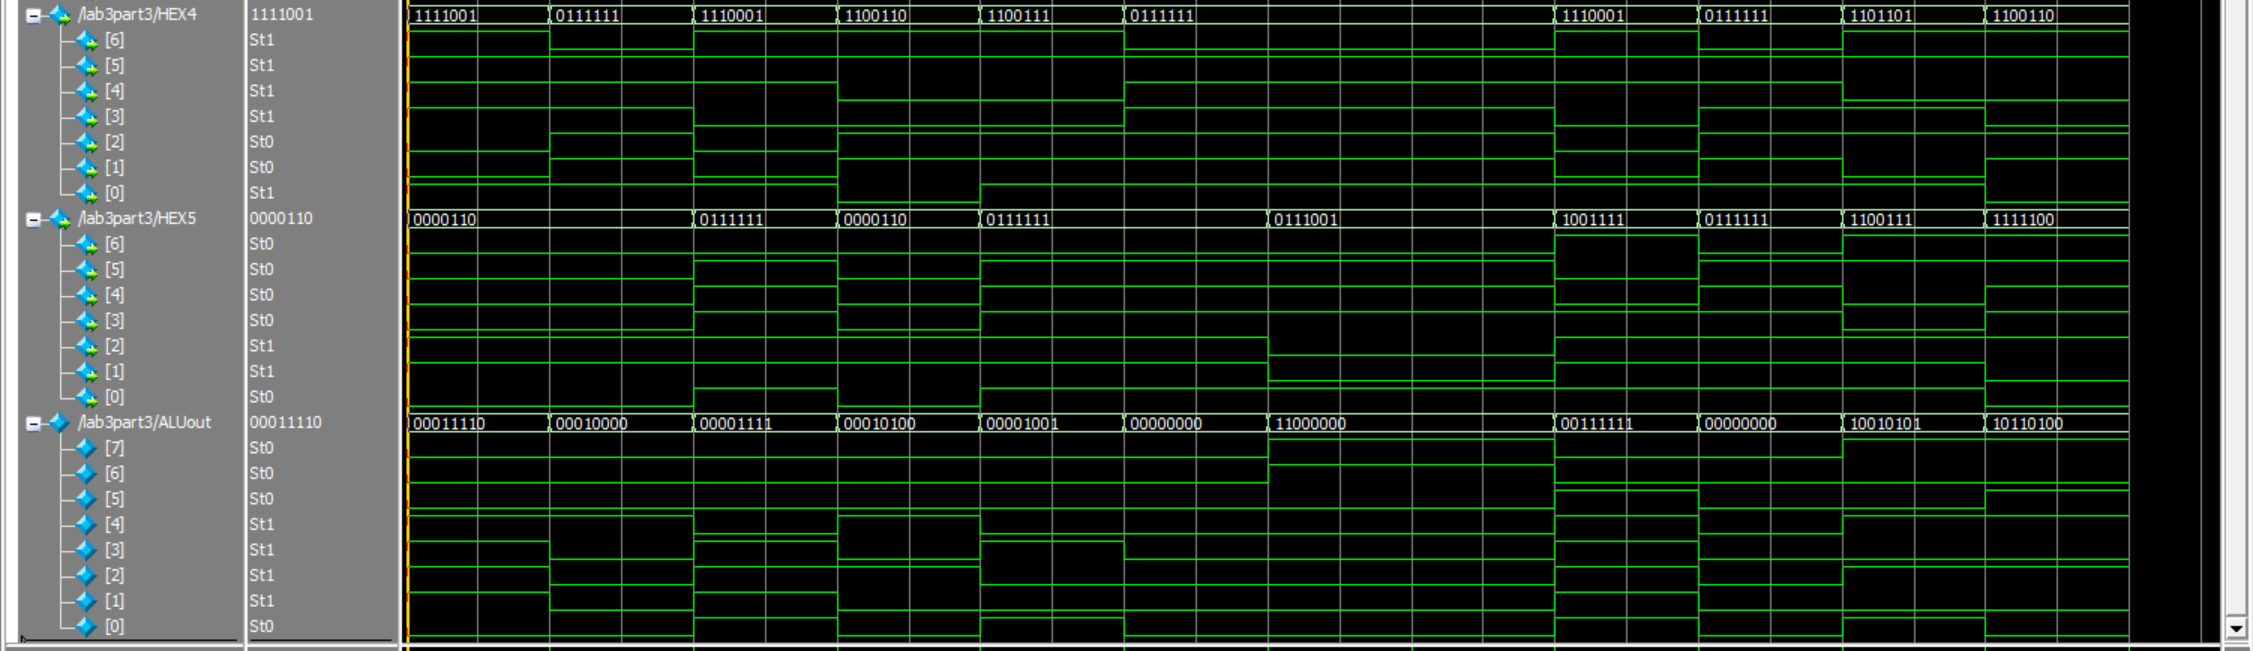 /lab3part3/HEX4 1111001 1111001 0111111 1110001 1100110 1100111 0111111 1110001 0111111 1101101 1100110
[6] St1
[5] St1
[4] St1
[3] St1
[2] St0
[1] St0
[0] St1
/lab3part3/HEX5 0000110 0000110 0111111 0000110 0111111 0111001 1001111 0111111 1100111 1111100
[6] St0
[5] St0
[4] St0
[3] St0
[2] St1
[1] St1
[0] St0
/lab3part3/ALUout 00011110 00011110 00010000 00001111 00010100 00001001 00000000 11000000 00111111 00000000 10010101 10110100
[7] St0
[6] St0
[5] St0
[4] St1
[3] St1
[2] St1
[1] St1
[0] St0